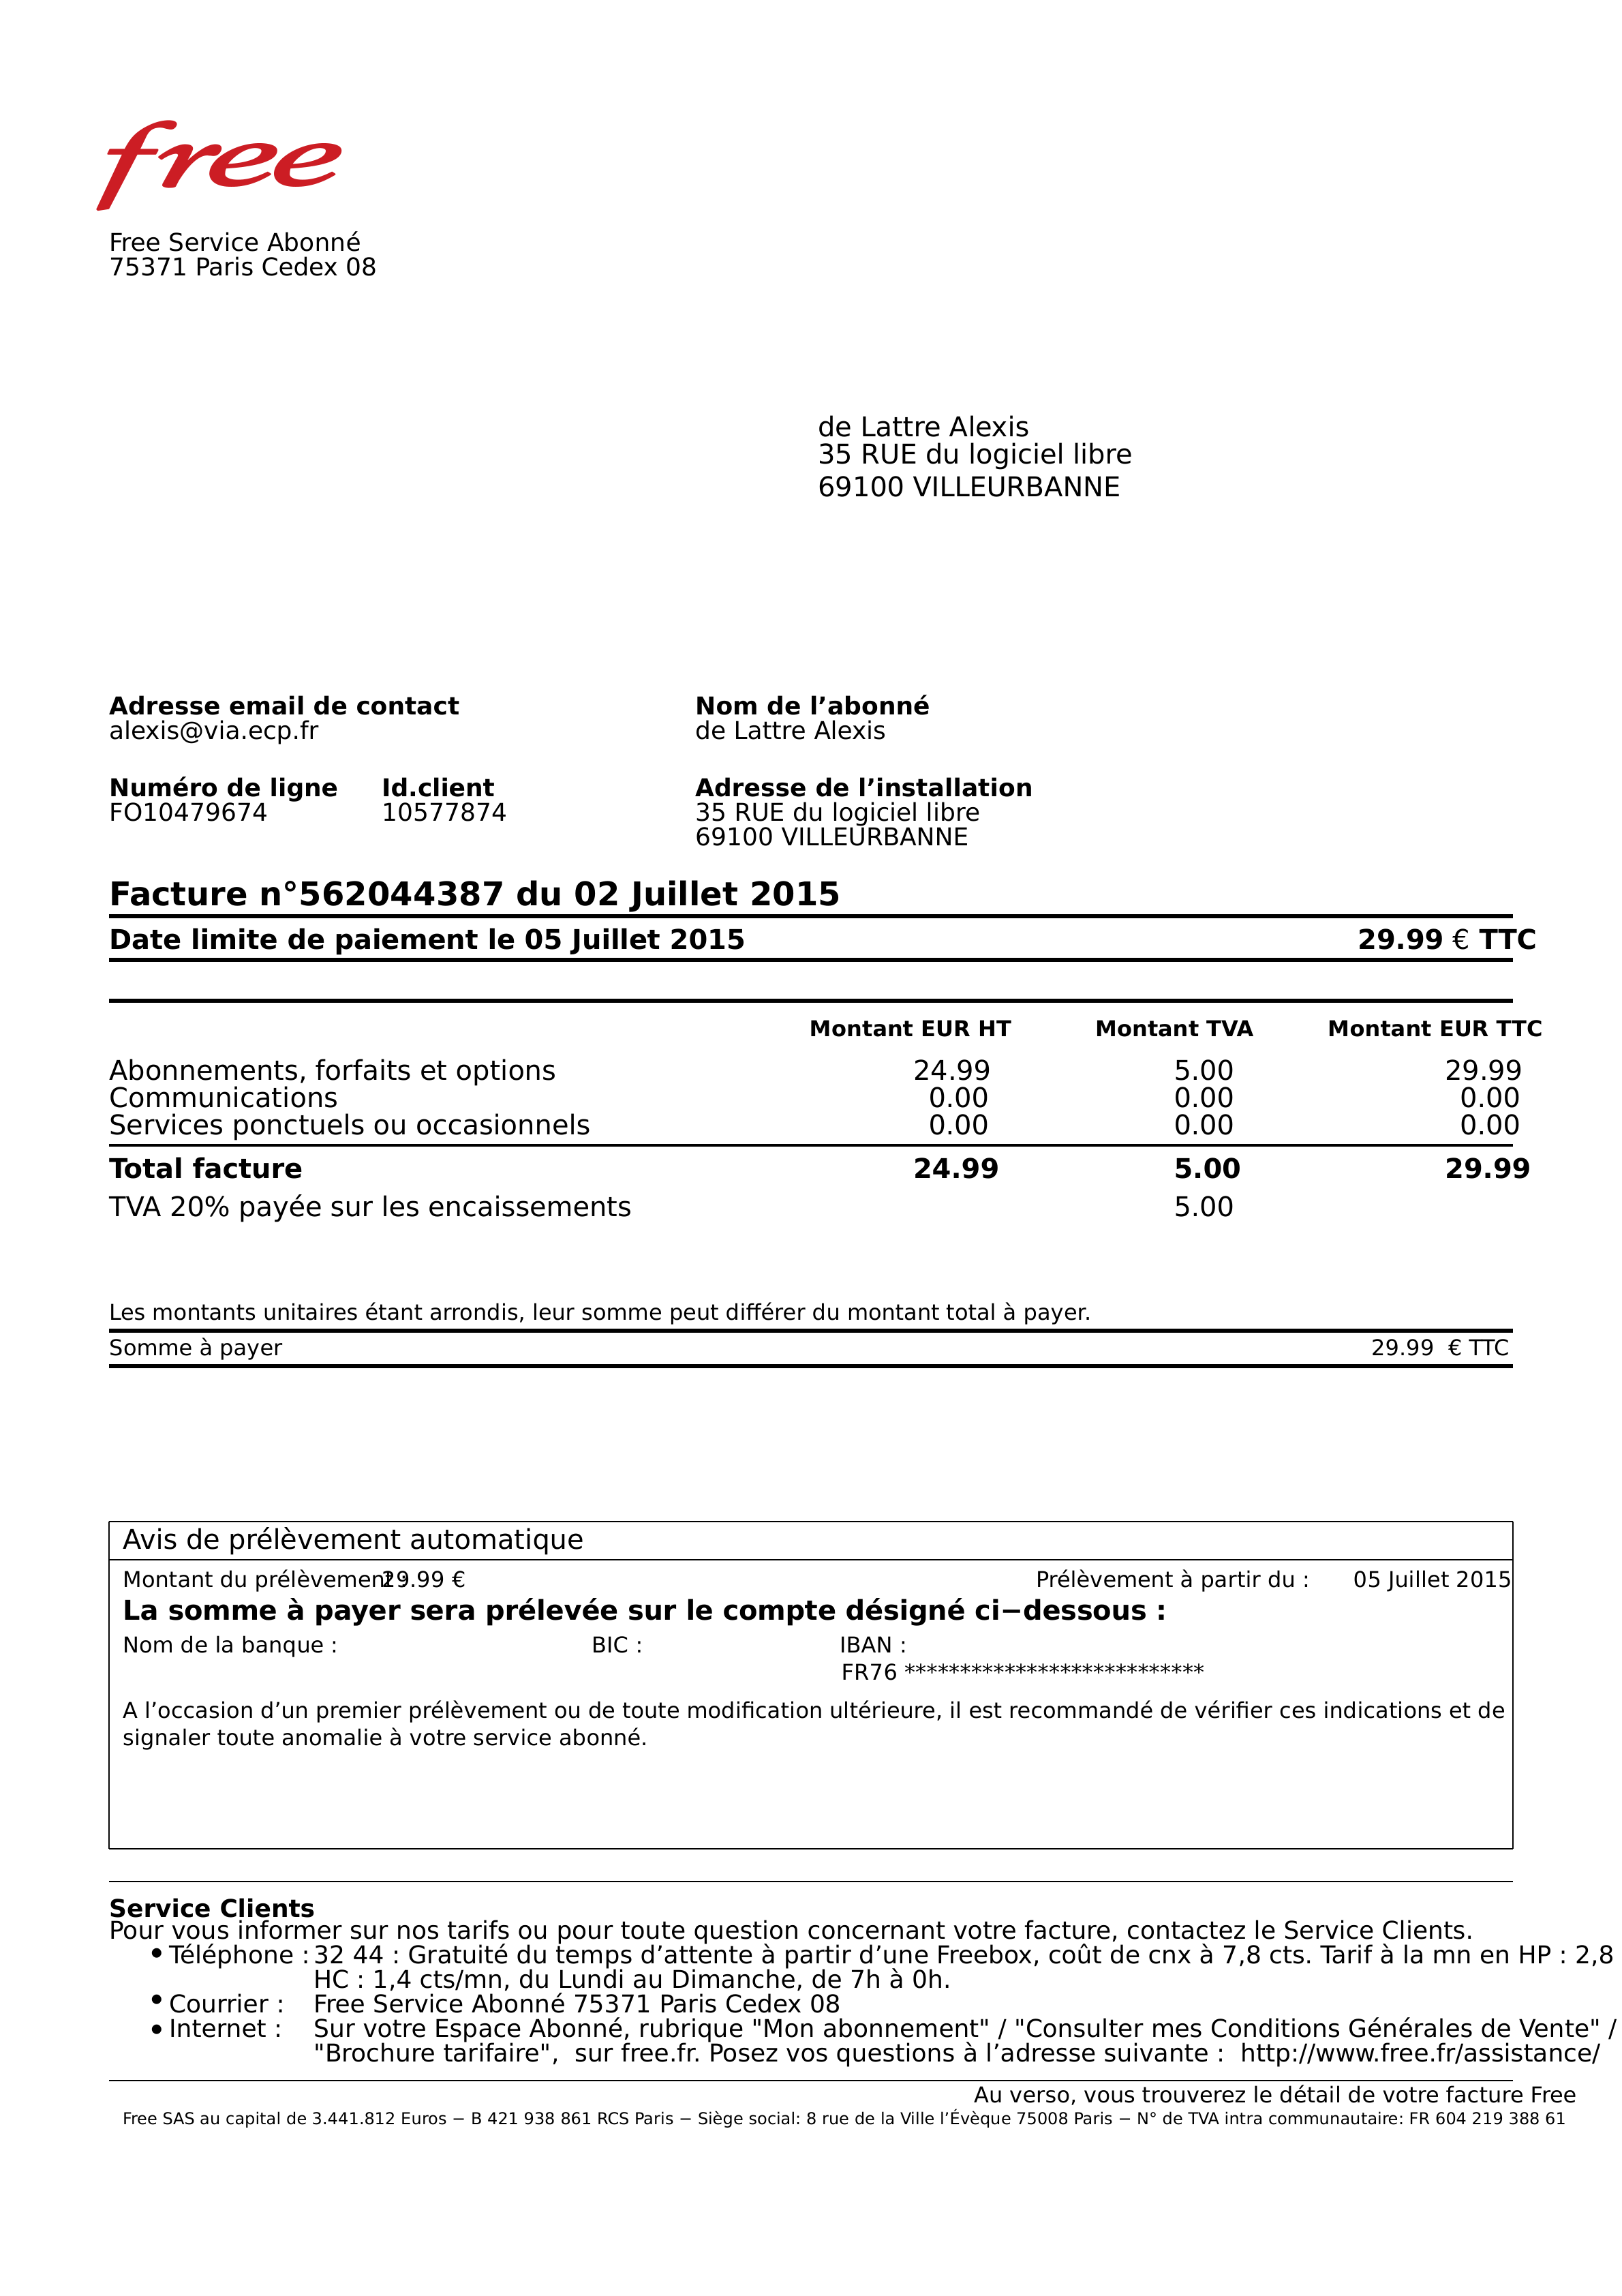 free
Free Service Abonné
75371 Paris Cedex 08
de Lattre Alexis
35 RUE du logiciel libre
69100 VILLEURBANNE
Adresse email de contact Nom de l’abonné
alexis@via.ecp.fr de Lattre Alexis
Numéro de ligne Id.client Adresse de l’installation
FO10479674 10577874 35 RUE du logiciel libre
69100 VILLEURBANNE
Facture n°562044387 du 02 Juillet 2015
Date limite de paiement le 05 Juillet 2015 29.99 € TTC
Montant EUR HT Montant TVA Montant EUR TTC
Abonnements, forfaits et options 24.99 5.00 29.99
Communications 0.00 0.00 0.00
Services ponctuels ou occasionnels 0.00 0.00 0.00
Total facture 24.99 5.00 29.99
TVA 20% payée sur les encaissements 5.00
Les montants unitaires étant arrondis, leur somme peut différer du montant total à payer.
Somme à payer 29.99 € TTC
Avis de prélèvement automatique
Montant du prélèvement : 29.99 € Prélèvement à partir du : 05 Juillet 2015
La somme à payer sera prélevée sur le compte désigné ci−dessous :
Nom de la banque : BIC : IBAN :
FR76 ***************************
A l’occasion d’un premier prélèvement ou de toute modification ultérieure, il est recommandé de vérifier ces indications et de
signaler toute anomalie à votre service abonné.
Service Clients
Pour vous informer sur nos tarifs ou pour toute question concernant votre facture, contactez le Service Clients.
● Téléphone : 32 44 : Gratuité du temps d’attente à partir d’une Freebox, coût de cnx à 7,8 cts. Tarif à la mn en HP : 2,8
HC : 1,4 cts/mn, du Lundi au Dimanche, de 7h à 0h.
● Courrier : Free Service Abonné 75371 Paris Cedex 08
● Internet : Sur votre Espace Abonné, rubrique "Mon abonnement" / "Consulter mes Conditions Générales de Vente" /
"Brochure tarifaire", sur free.fr. Posez vos questions à l’adresse suivante : http://www.free.fr/assistance/
Au verso, vous trouverez le détail de votre facture Free
Free SAS au capital de 3.441.812 Euros − B 421 938 861 RCS Paris − Siège social: 8 rue de la Ville l’Évèque 75008 Paris − N° de TVA intra communautaire: FR 604 219 388 61